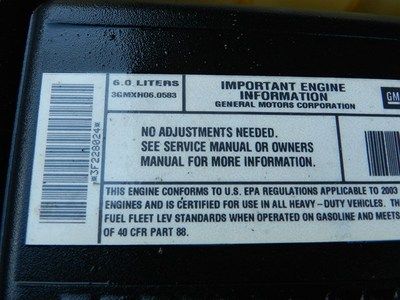 6.0 LITERS
3GMXH06.0583
IMPORTANT ENGINE
INFORMATION
GENERAL MOTORS CORPORATION
GM
*3F228024*
NO ADJUSTMENTS NEEDED.
SEE SERVICE MANUAL OR OWNERS
MANUAL FOR MORE INFORMATION.
THIS ENGINE CONFORMS TO U.S. EPA REGULATIONS APPLICABLE TO 2003
ENGINES AND IS CERTIFIED FOR USE IN ALL HEAVY-DUTY VEHICLES. TH
FUEL FLEET LEV STANDARDS WHEN OPERATED ON GASOLINE AND MEETS
OF 40 CFR PART 88.